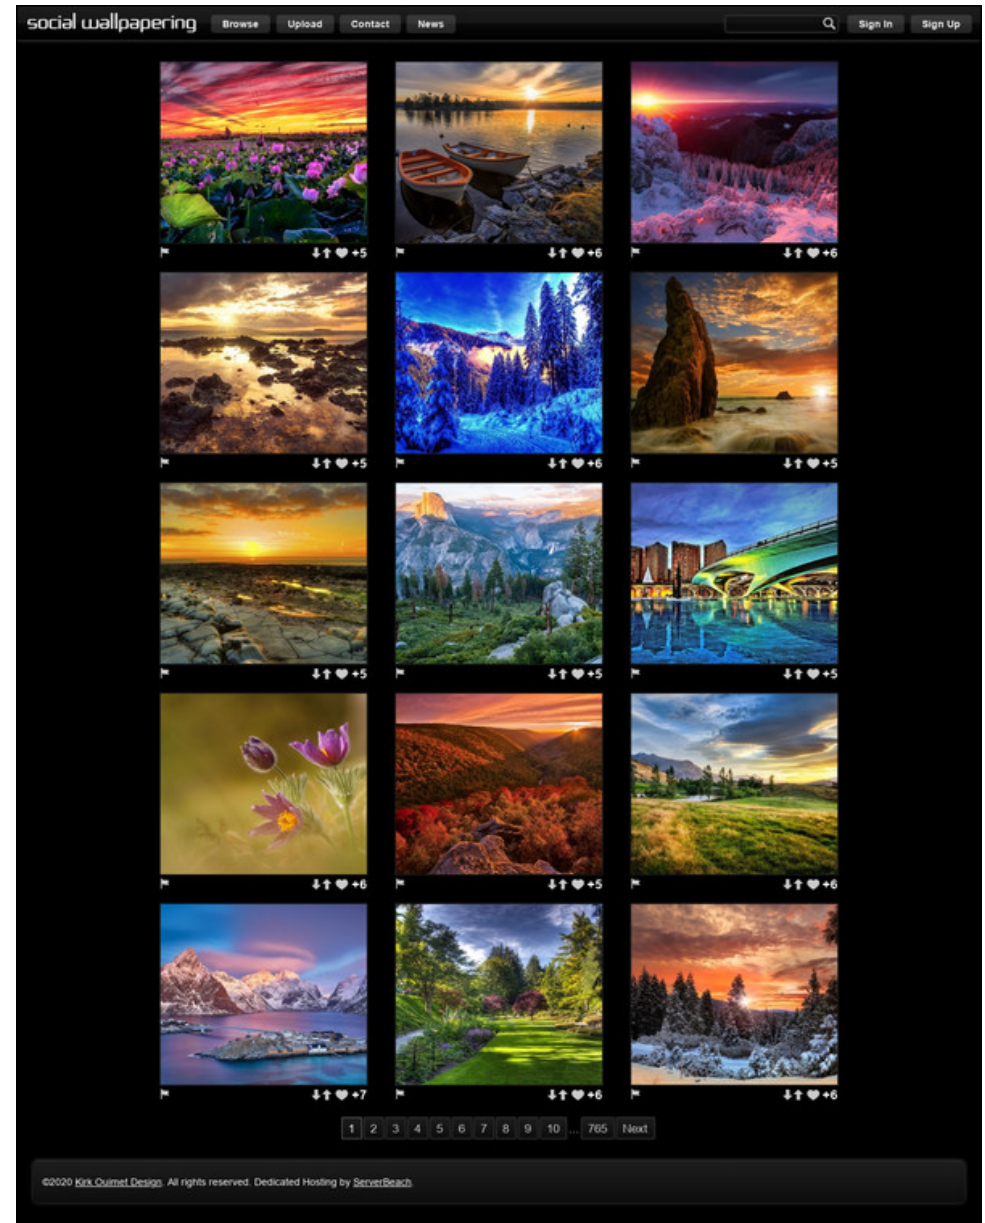 social wallpapering Browse Upload Contact News Sign In Sign Up
+5 +6 +6
+5 +6 +5
+5 +5 +5
+6 +5 +6
+7 +6 +6
1 2 3 4 5 6 7 8 9 10 ... 765 Next
©2020 Kirk Ouimet Design. All rights reserved. Dedicated Hosting by ServerBeach.